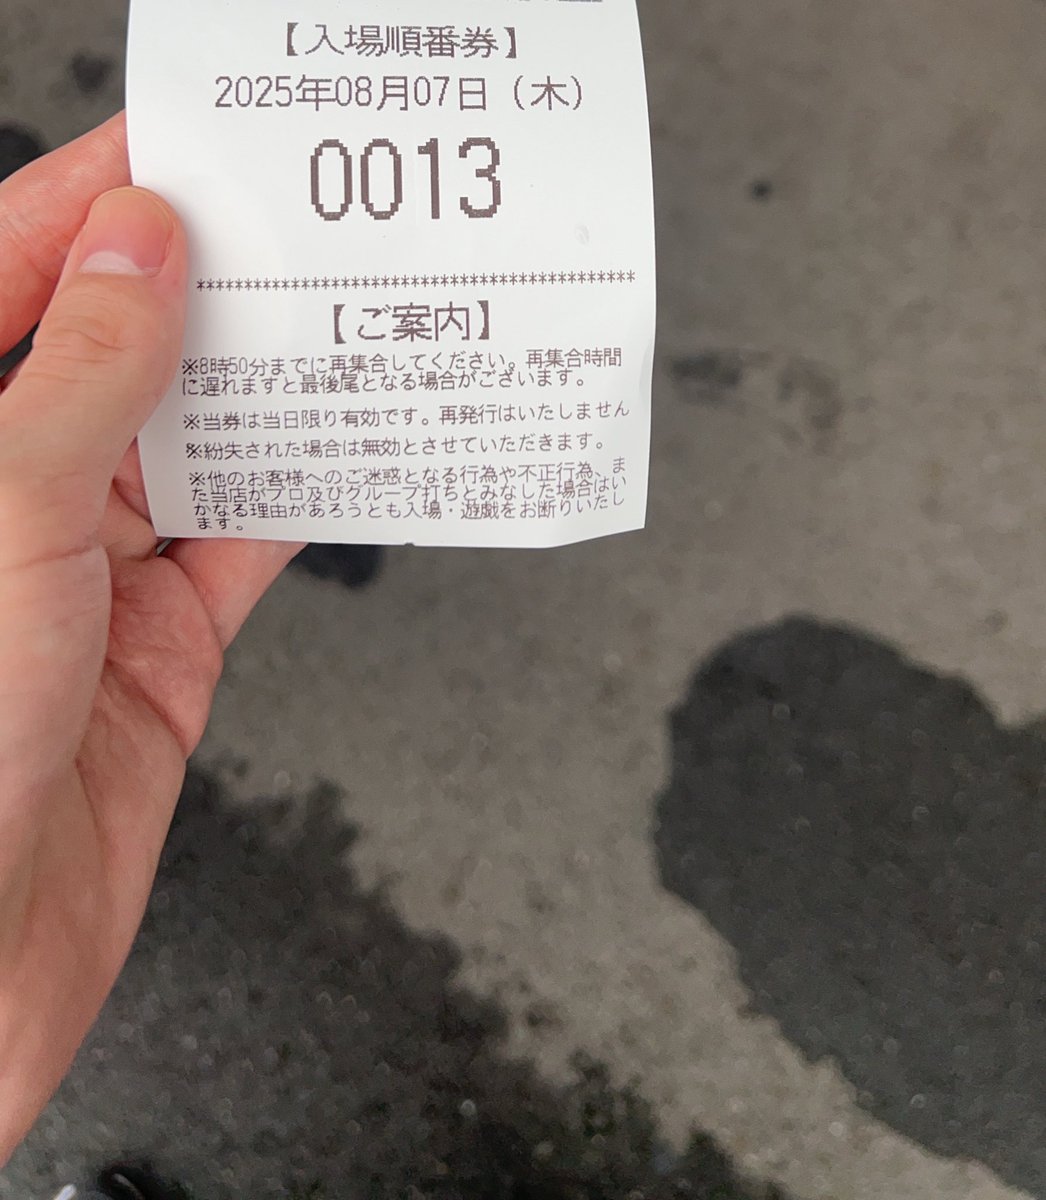 【入場順番券】
2025年08月07日（木）
0013
******************************************
【ご案内】
※8時50分までに再集合してください。再集合時間
に遅れますと最後尾となる場合がございます。
※当券は当日限り有効です。再発行はいたしません
※紛失された場合は無効とさせていただきます。
※他のお客様へのご迷惑となる行為や不正行為、ま
た当店がプロ及びグループ打ちとみなした場合はい
かなる理由があろうとも入場・遊戯をお断りいたし
ます。